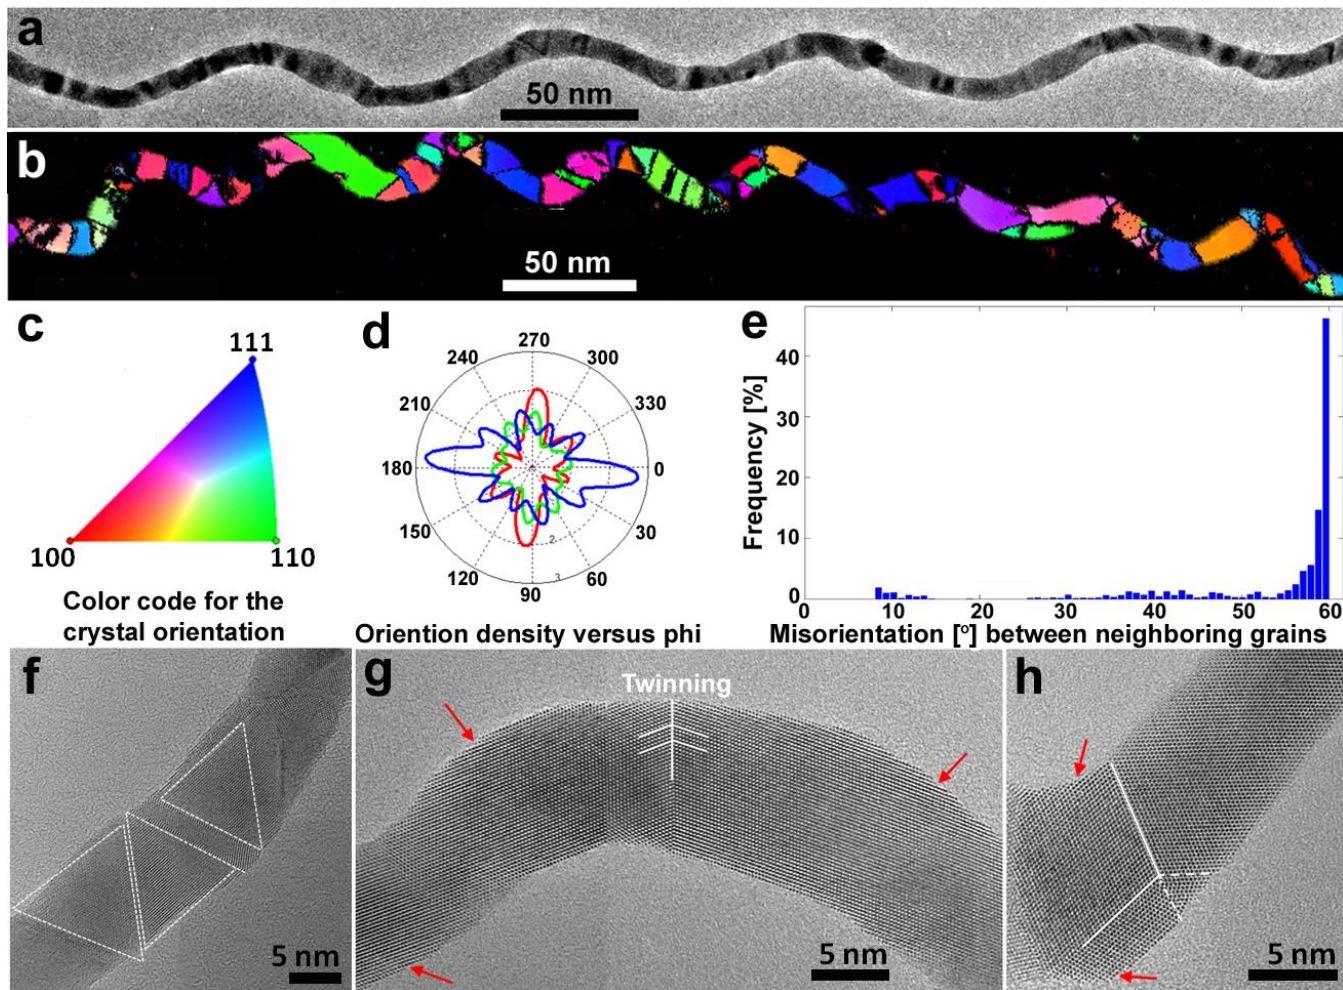 a
50 nm
b
50 nm
c
111
100
110
Color code for the
crystal orientation
d
270
240
300
210
330
180
0
150
30
120
60
90
2
3
Oriention density versus phi
e
Frequency [%]
40
30
20
10
0
0
10
20
30
40
50
60
Misorientation [°] between neighboring grains
f
5 nm
g
Twinning
5 nm
h
5 nm